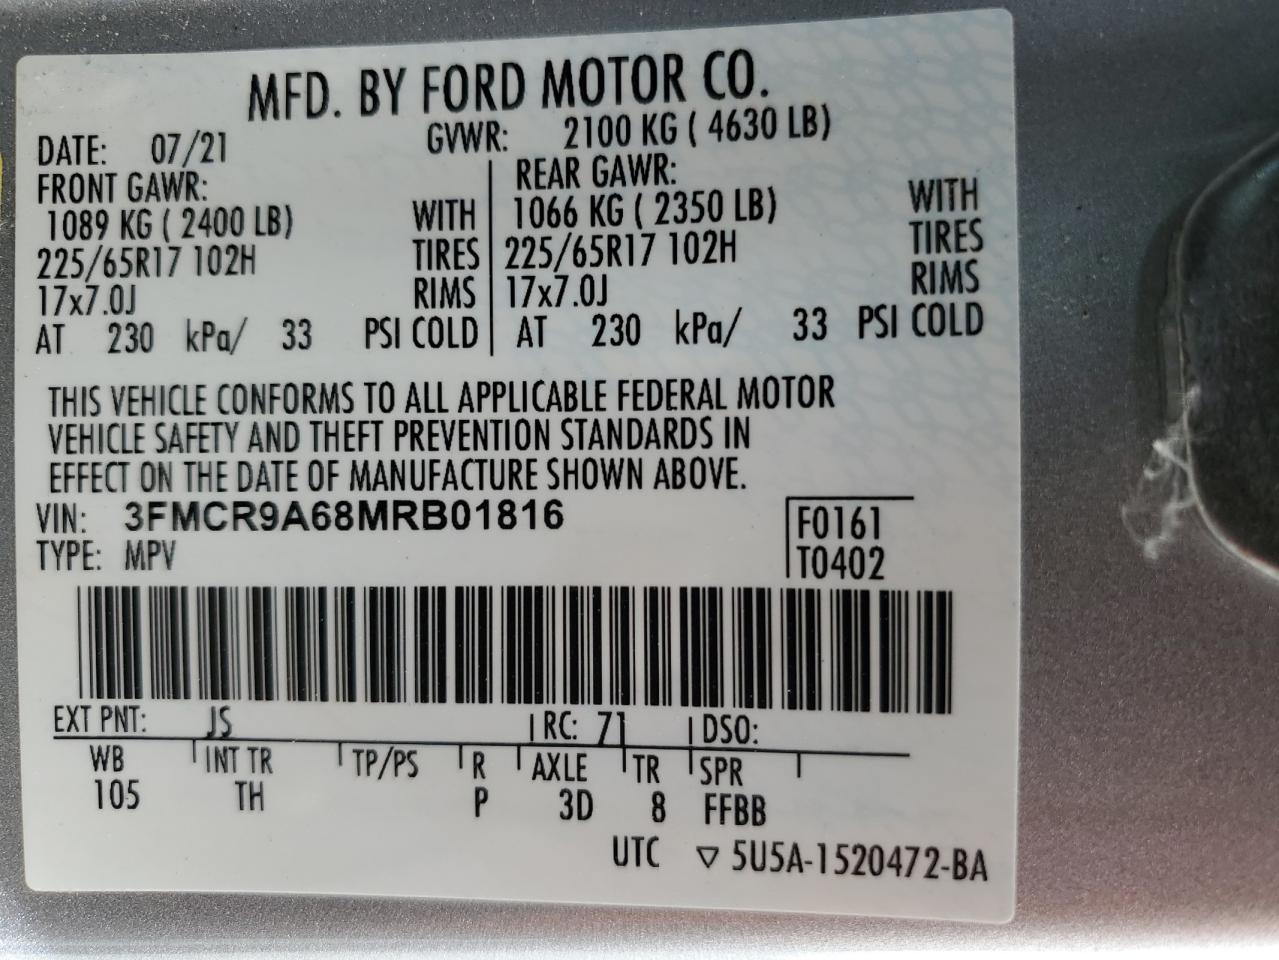 MFD. BY FORD MOTOR CO.
DATE: 07/21 GVWR: 2100 KG ( 4630 LB)
FRONT GAWR: REAR GAWR:
1089 KG ( 2400 LB) WITH 1066 KG ( 2350 LB) WITH
225/65R17 102H TIRES 225/65R17 102H TIRES
17x7.0J RIMS 17x7.0J RIMS
AT 230 kPa/ 33 PSI COLD AT 230 kPa/ 33 PSI COLD
THIS VEHICLE CONFORMS TO ALL APPLICABLE FEDERAL MOTOR
VEHICLE SAFETY AND THEFT PREVENTION STANDARDS IN
EFFECT ON THE DATE OF MANUFACTURE SHOWN ABOVE.
VIN: 3FMCR9A68MRB01816 F0161
TYPE: MPV T0402
EXT PNT: JS RC: 71 DSO:
WB INT TR TP/PS R AXLE TR SPR
105 TH P 3D 8 FFBB
UTC ▽ 5U5A-1520472-BA